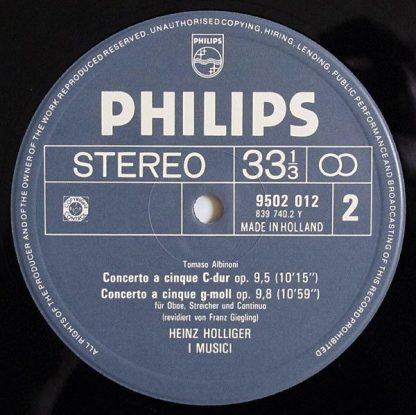 ALL RIGHTS OF THE PRODUCER AND OF THE OWNER OF THE WORK REPRODUCED RESERVED. UNAUTHORISED COPYING, HIRING, LENDING, PUBLIC PERFORMANCE AND BROADCASTING OF THIS RECORD PROHIBITED
PHILIPS
PHILIPS
STEREO 33 1/3
9502 012
839 740.2 Y
MADE IN HOLLAND
2
Tomaso Albinoni
Concerto a cinque C-dur op. 9,5 (10'15")
Concerto a cinque g-moll op. 9,8 (10'59")
für Oboe, Streicher und Continuo
(revidiert von Franz Giegling)
HEINZ HOLLIGER
I MUSICI